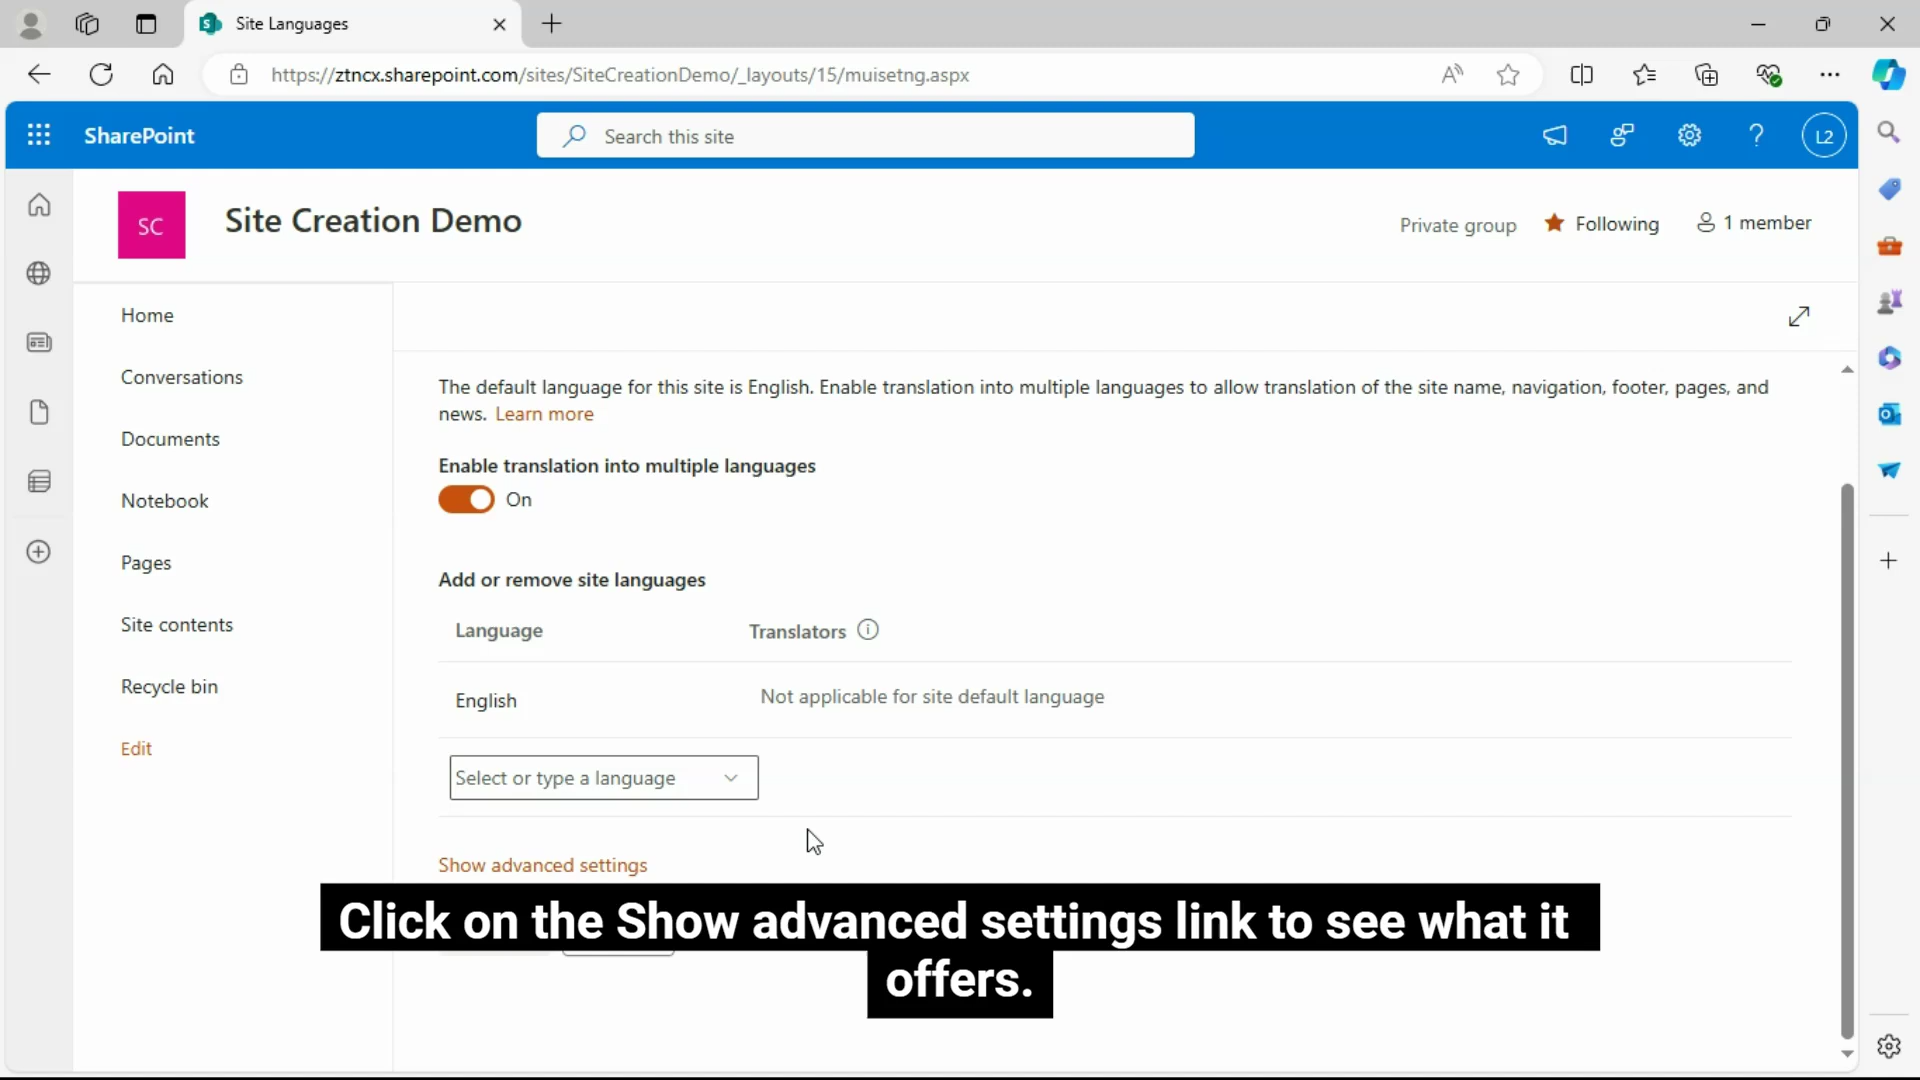 Site Languages
https://ztncx.sharepoint.com/sites/SiteCreationDemo/_layouts/15/muisetng.aspx
SharePoint
Search this site
L2
SC
Site Creation Demo
Private group
Following
1 member
Home
Conversations
Documents
Notebook
Pages
Site contents
Recycle bin
Edit
The default language for this site is English. Enable translation into multiple languages to allow translation of the site name, navigation, footer, pages, and
news. Learn more
Enable translation into multiple languages
On
Add or remove site languages
Language
Translators
English
Not applicable for site default language
Select or type a language
Show advanced settings
Click on the Show advanced settings link to see what it
offers.